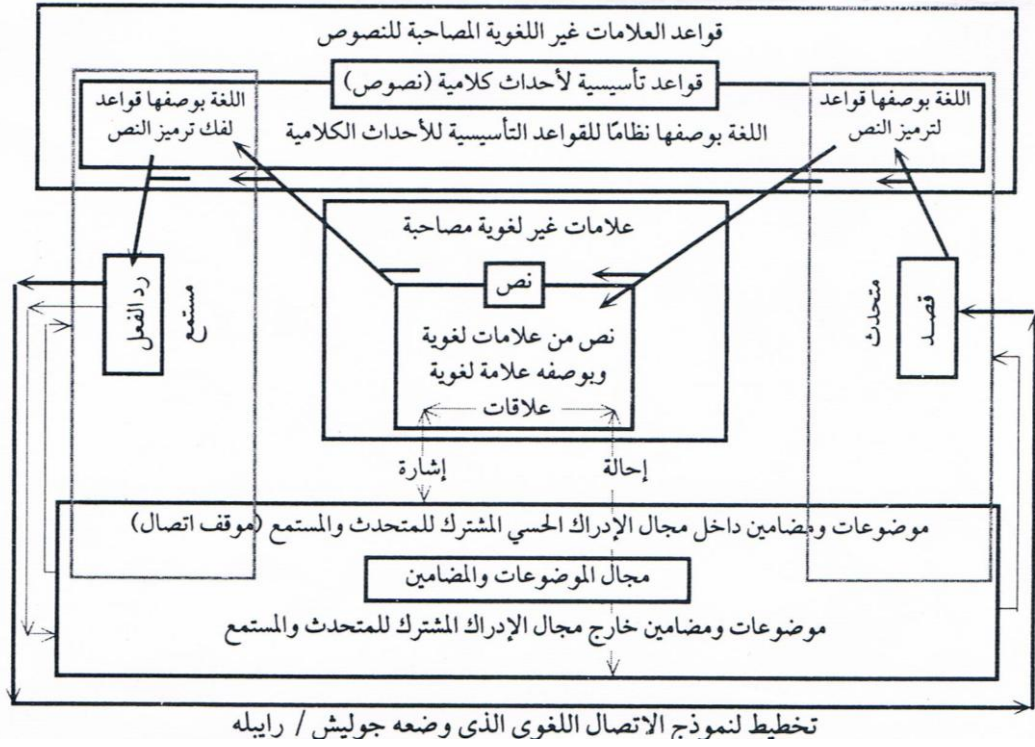 قواعد العلامات غير اللغوية المصاحبة للنصوص
قواعد تأسيسية لأحداث كلامية (نصوص)
اللغة بوصفها قواعد
لترميز النص
اللغة بوصفها قواعد
لفك ترميز النص
اللغة بوصفها نظامًا للقواعد التأسيسية للأحداث الكلامية
علامات غير لغوية مصاحبة
نص
نص من علامات لغوية
وبوصفه علامة لغوية
علاقات
قصد
متحدث
مستمع
رد الفعل
إحالة
إشارة
موضوعات ومضامين داخل مجال الإدراك الحسي المشترك للمتحدث والمستمع (موقف اتصال)
مجال الموضوعات والمضامين
موضوعات ومضامين خارج مجال الإدراك المشترك للمتحدث والمستمع
تخطيط لنموذج الاتصال اللغوى الذى وضعه جوليش / رايبله